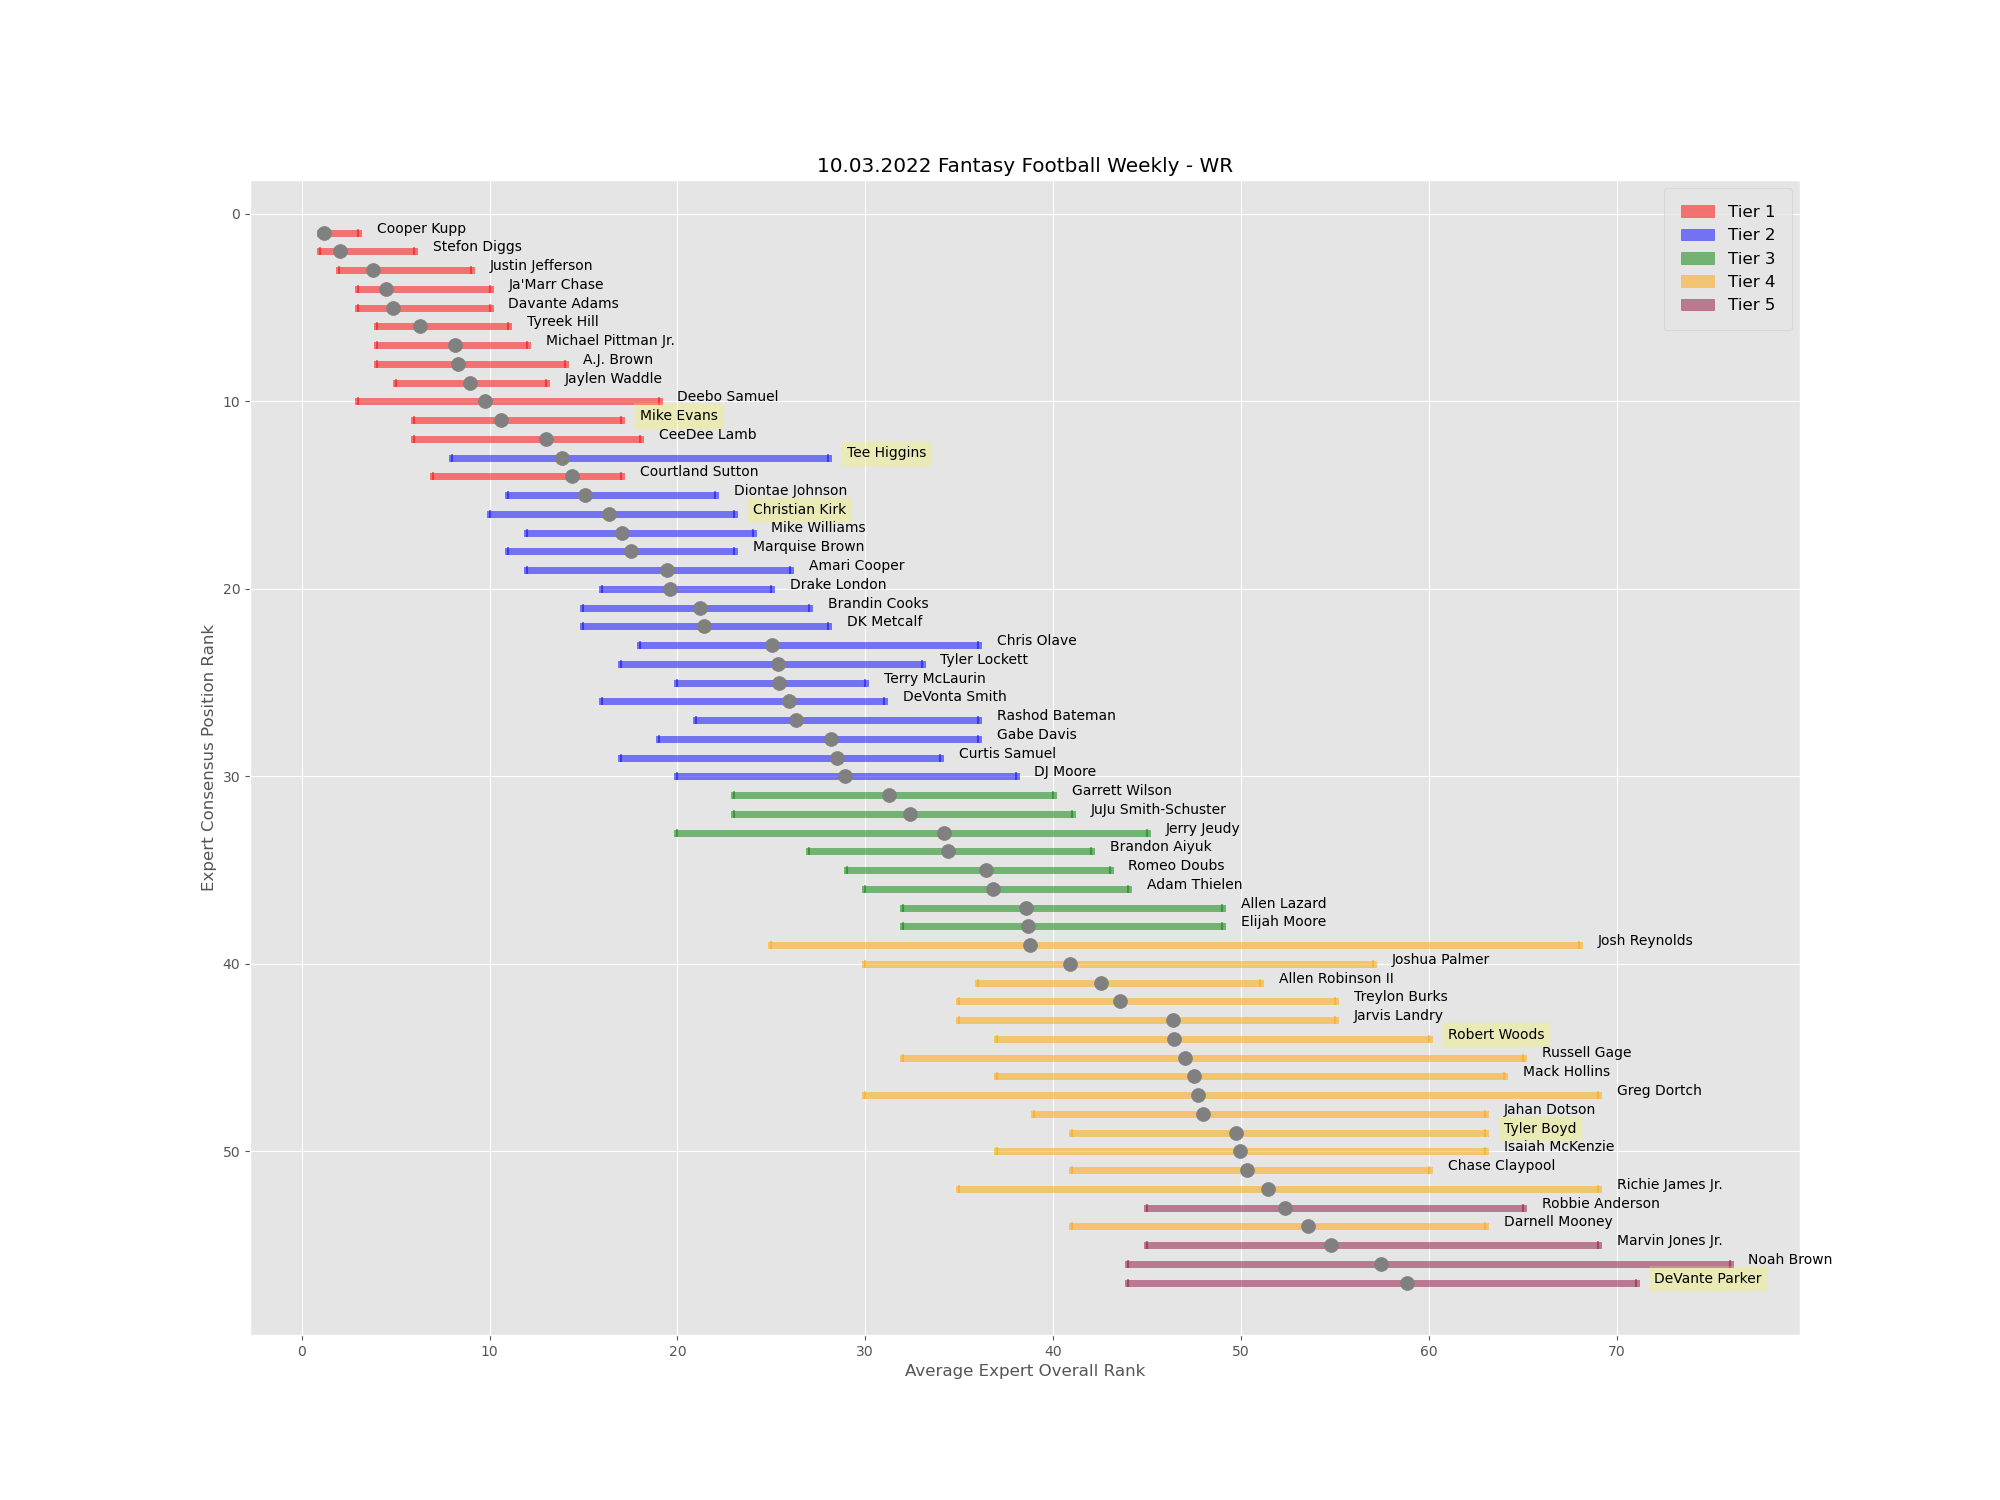 10.03.2022 Fantasy Football Weekly - WR
Tier 1
Tier 2
Tier 3
Tier 4
Tier 5
Expert Consensus Position Rank
0
10
20
30
40
50
Cooper Kupp
Stefon Diggs
Justin Jefferson
Ja'Marr Chase
Davante Adams
Tyreek Hill
Michael Pittman Jr.
A.J. Brown
Jaylen Waddle
Deebo Samuel
Mike Evans
CeeDee Lamb
Tee Higgins
Courtland Sutton
Diontae Johnson
Christian Kirk
Mike Williams
Marquise Brown
Amari Cooper
Drake London
Brandin Cooks
DK Metcalf
Chris Olave
Tyler Lockett
Terry McLaurin
DeVonta Smith
Rashod Bateman
Gabe Davis
Curtis Samuel
DJ Moore
Garrett Wilson
JuJu Smith-Schuster
Jerry Jeudy
Brandon Aiyuk
Romeo Doubs
Adam Thielen
Allen Lazard
Elijah Moore
Josh Reynolds
Joshua Palmer
Allen Robinson II
Treylon Burks
Jarvis Landry
Robert Woods
Russell Gage
Mack Hollins
Greg Dortch
Jahan Dotson
Tyler Boyd
Isaiah McKenzie
Chase Claypool
Richie James Jr.
Robbie Anderson
Darnell Mooney
Marvin Jones Jr.
Noah Brown
DeVante Parker
0 10 20 30 40 50 60 70
Average Expert Overall Rank